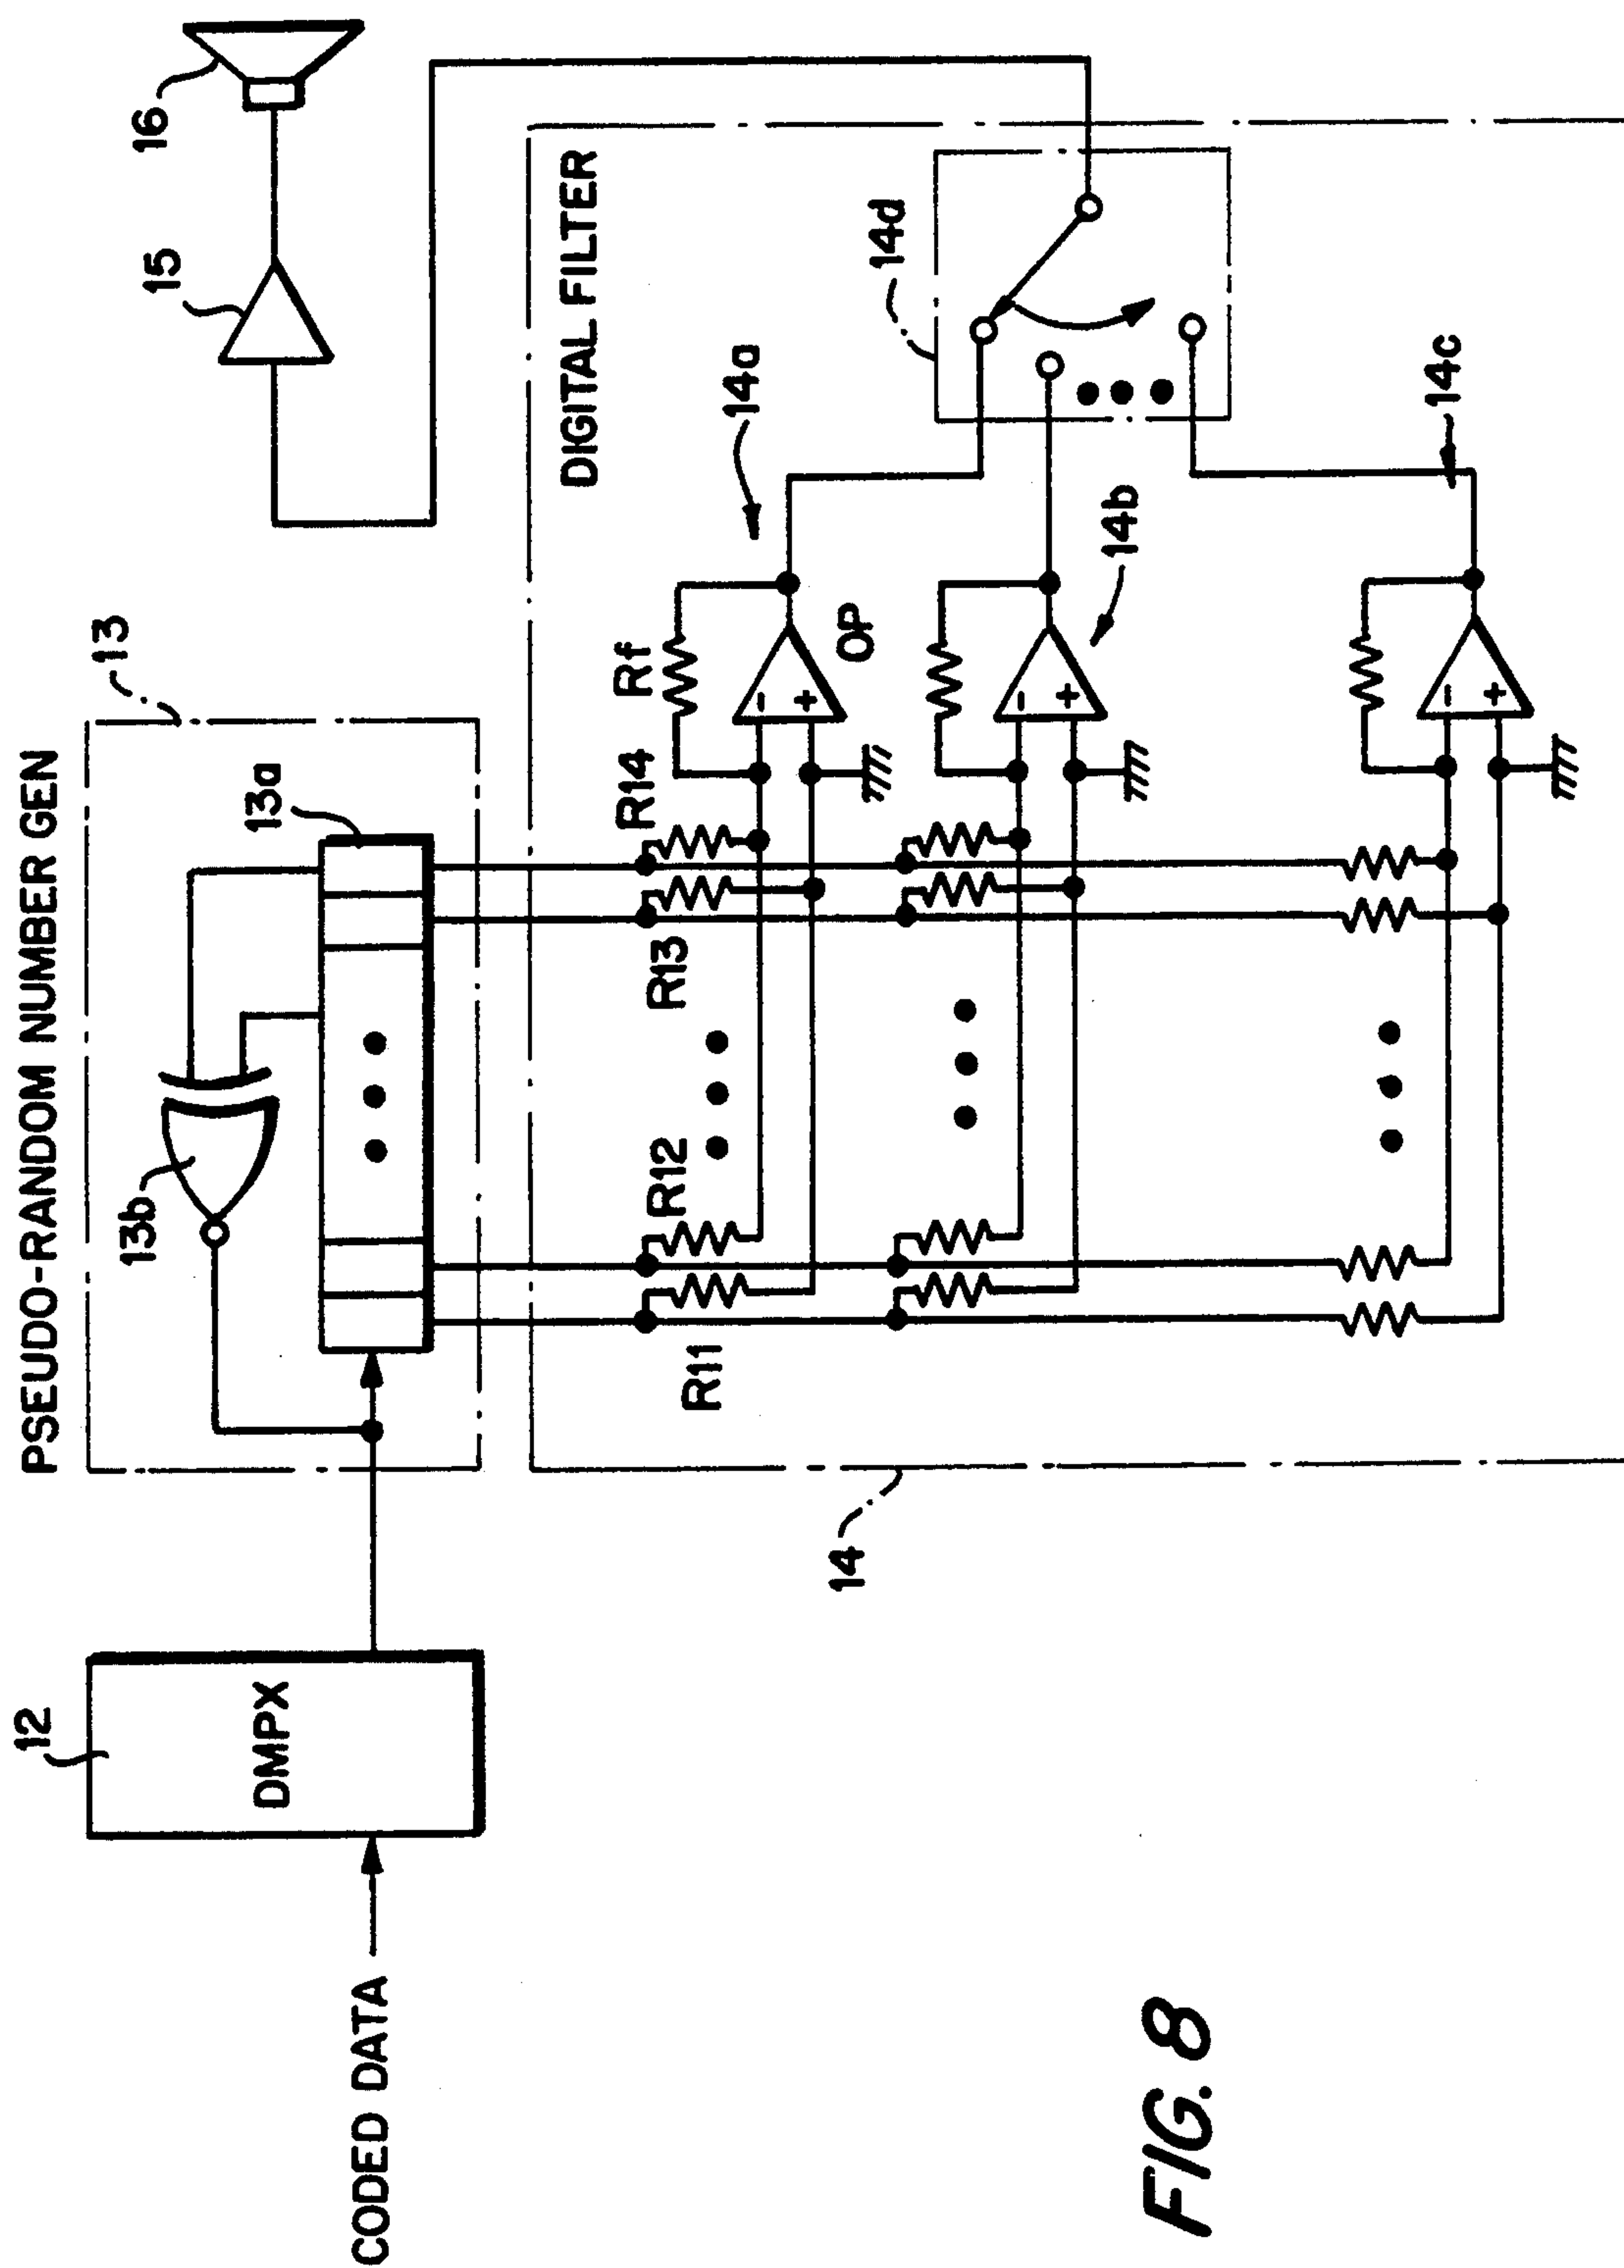 PSEUDO-RANDOM NUMBER GEN
13
15
16
12
13b
13a
DMPX
CODED DATA
DIGITAL FILTER
14
R11
R12
R13
R14
Rf
OP
14a
14b
14c
14d
-
+
-
+
-
+
FIG. 8